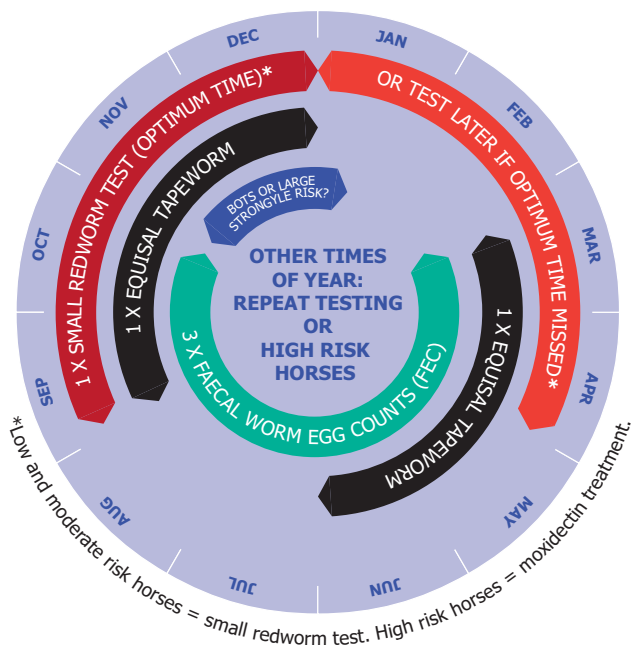 DEC
JAN
NOV
FEB
OCT
MAR
SEP
APR
AUG
MAY
JUL
JUN
1 X SMALL REDWORM TEST (OPTIMUM TIME)*
OR TEST LATER IF OPTIMUM TIME MISSED*
1 X EQUISAL TAPEWORM
BOTS OR LARGE
STRONGYLE RISK?
OTHER TIMES
OF YEAR:
REPEAT TESTING
OR
HIGH RISK
HORSES
3 X FAECAL WORM EGG COUNTS (FEC)
1 X EQUISAL TAPEWORM
*Low and moderate risk horses = small redworm test. High risk horses = moxidectin treatment.